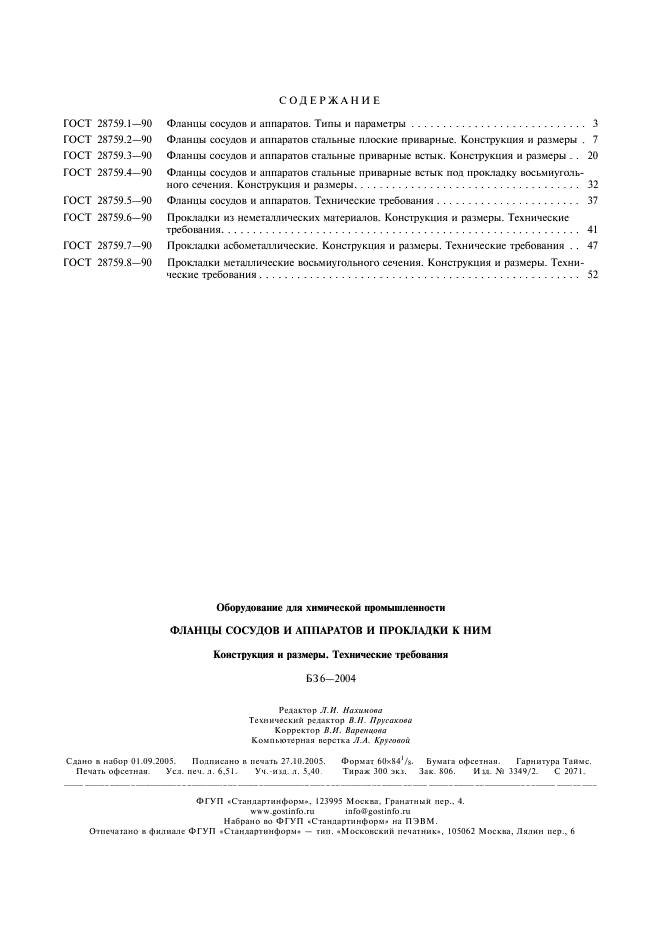 СОДЕРЖАНИЕ
ГОСТ 28759.1—90 Фланцы сосудов и аппаратов. Типы и параметры . . . . . . . . . . . . . . . . . . . . . . . . . . . . 3
ГОСТ 28759.2—90 Фланцы сосудов и аппаратов стальные плоские приварные. Конструкция и размеры . 7
ГОСТ 28759.3—90 Фланцы сосудов и аппаратов стальные приварные встык. Конструкция и размеры . . 20
ГОСТ 28759.4—90 Фланцы сосудов и аппаратов стальные приварные встык под прокладку восьмиуголь-
ного сечения. Конструкция и размеры. . . . . . . . . . . . . . . . . . . . . . . . . . . . . . . . . . . . 32
ГОСТ 28759.5—90 Фланцы сосудов и аппаратов. Технические требования . . . . . . . . . . . . . . . . . . . . . . . 37
ГОСТ 28759.6—90 Прокладки из неметаллических материалов. Конструкция и размеры. Технические
требования. . . . . . . . . . . . . . . . . . . . . . . . . . . . . . . . . . . . . . . . . . . . . . . . . . . . . . . . 41
ГОСТ 28759.7—90 Прокладки асбометаллические. Конструкция и размеры. Технические требования . . 47
ГОСТ 28759.8—90 Прокладки металлические восьмиугольного сечения. Конструкция и размеры. Техни-
ческие требования . . . . . . . . . . . . . . . . . . . . . . . . . . . . . . . . . . . . . . . . . . . . . . . . . . . 52
Оборудование для химической промышленности
ФЛАНЦЫ СОСУДОВ И АППАРАТОВ И ПРОКЛАДКИ К НИМ
Конструкция и размеры. Технические требования
БЗ 6—2004
Редактор Л.И. Нахимова
Технический редактор В.Н. Прусакова
Корректор В.И. Варенцова
Компьютерная верстка Л.А. Круговой
Сдано в набор 01.09.2005. Подписано в печать 27.10.2005. Формат 60×84 1/8. Бумага офсетная. Гарнитура Таймс.
Печать офсетная. Усл. печ. л. 6,51. Уч.-изд. л. 5,40. Тираж 300 экз. Зак. 806. Изд. № 3349/2. С 2071.
ФГУП «Стандартинформ», 123995 Москва, Гранатный пер., 4.
www.gostinfo.ru info@gostinfo.ru
Набрано во ФГУП «Стандартинформ» на ПЭВМ.
Отпечатано в филиале ФГУП «Стандартинформ» — тип. «Московский печатник», 105062 Москва, Лялин пер., 6